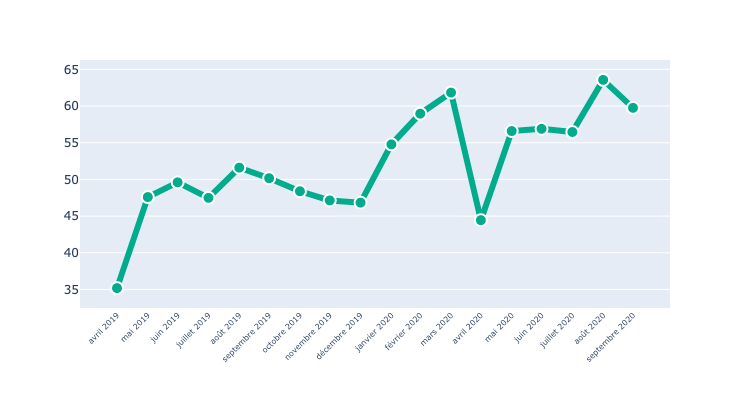 65
60
55
50
45
40
35
avril 2019
mai 2019
juin 2019
juillet 2019
août 2019
septembre 2019
octobre 2019
novembre 2019
décembre 2019
janvier 2020
février 2020
mars 2020
avril 2020
mai 2020
juin 2020
juillet 2020
août 2020
septembre 2020